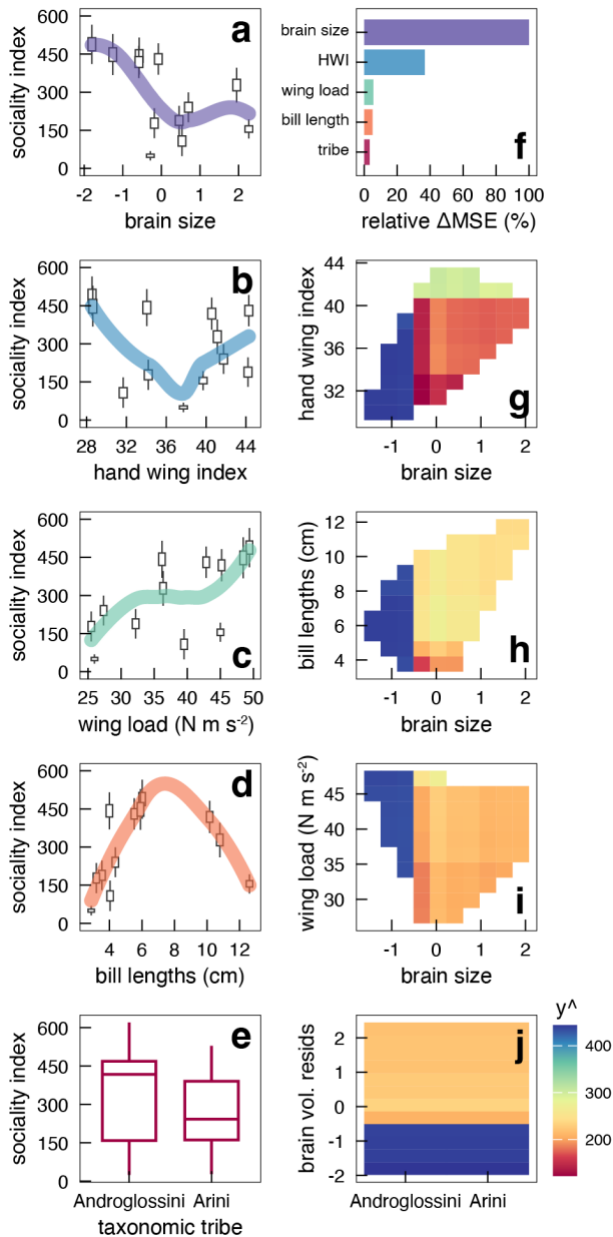 a
sociality index
600
450
300
150
0
-2
-1
0
1
2
brain size
f
brain size
HWI
wing load
bill length
tribe
0
20
40
60
80
100
relative ΔMSE (%)
b
sociality index
600
450
300
150
0
28
32
36
40
44
hand wing index
g
hand wing index
44
40
36
32
-1
0
1
2
brain size
c
sociality index
600
450
300
150
0
25
30
35
40
45
50
wing load (N m s⁻²)
h
bill lengths (cm)
12
10
8
6
4
-1
0
1
2
brain size
d
sociality index
600
450
300
150
0
4
6
8
10
12
bill lengths (cm)
i
wing load (N m s⁻²)
45
40
35
30
-1
0
1
2
brain size
e
sociality index
600
450
300
150
0
Androglossini
Arini
taxonomic tribe
j
brain vol. resids
2
1
0
-1
-2
Androglossini
Arini
y^
400
300
200